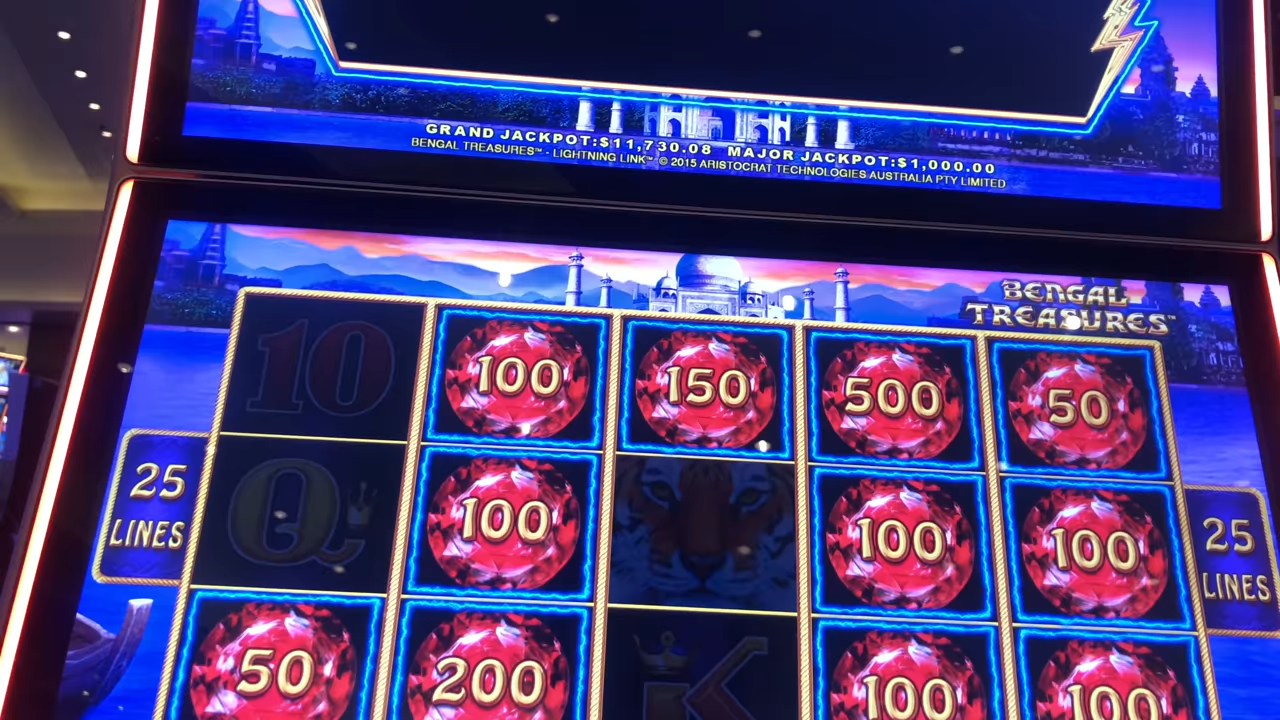 GRAND JACKPOT:$11,730.08 MAJOR JACKPOT:$1,000.00
BENGAL TREASURES™ - LIGHTNING LINK™ © 2015 ARISTOCRAT TECHNOLOGIES AUSTRALIA PTY LIMITED
BENGAL
TREASURES™
10 100 150 500 50
25
LINES
Q 100 100 100
25
LINES
50 200 K 100 100